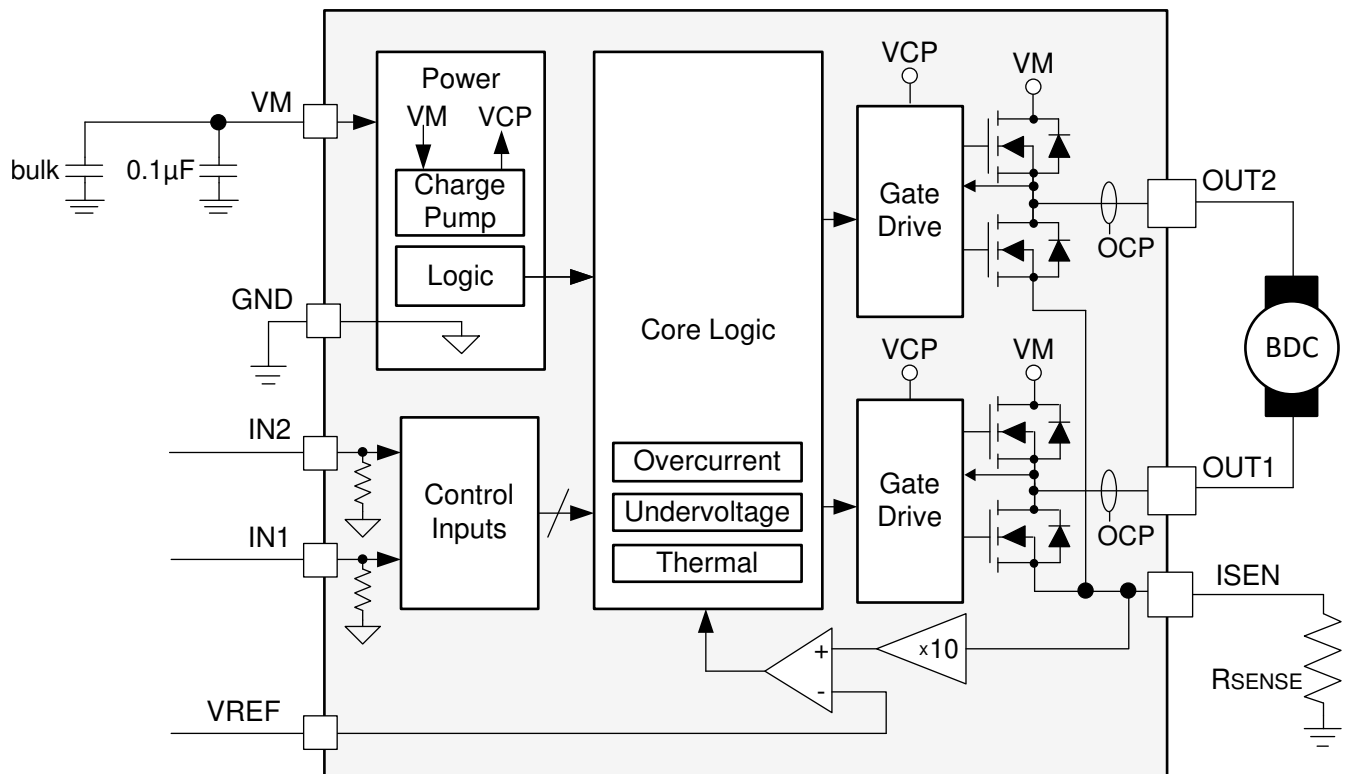 Power
VM
VM
VCP
Charge
Pump
Logic
bulk
0.1µF
GND
IN2
IN1
Control
Inputs
VREF
Core Logic
Overcurrent
Undervoltage
Thermal
VCP
VM
Gate
Drive
OCP
OUT2
BDC
VCP
VM
Gate
Drive
OCP
OUT1
ISEN
x10
+
-
RSENSE